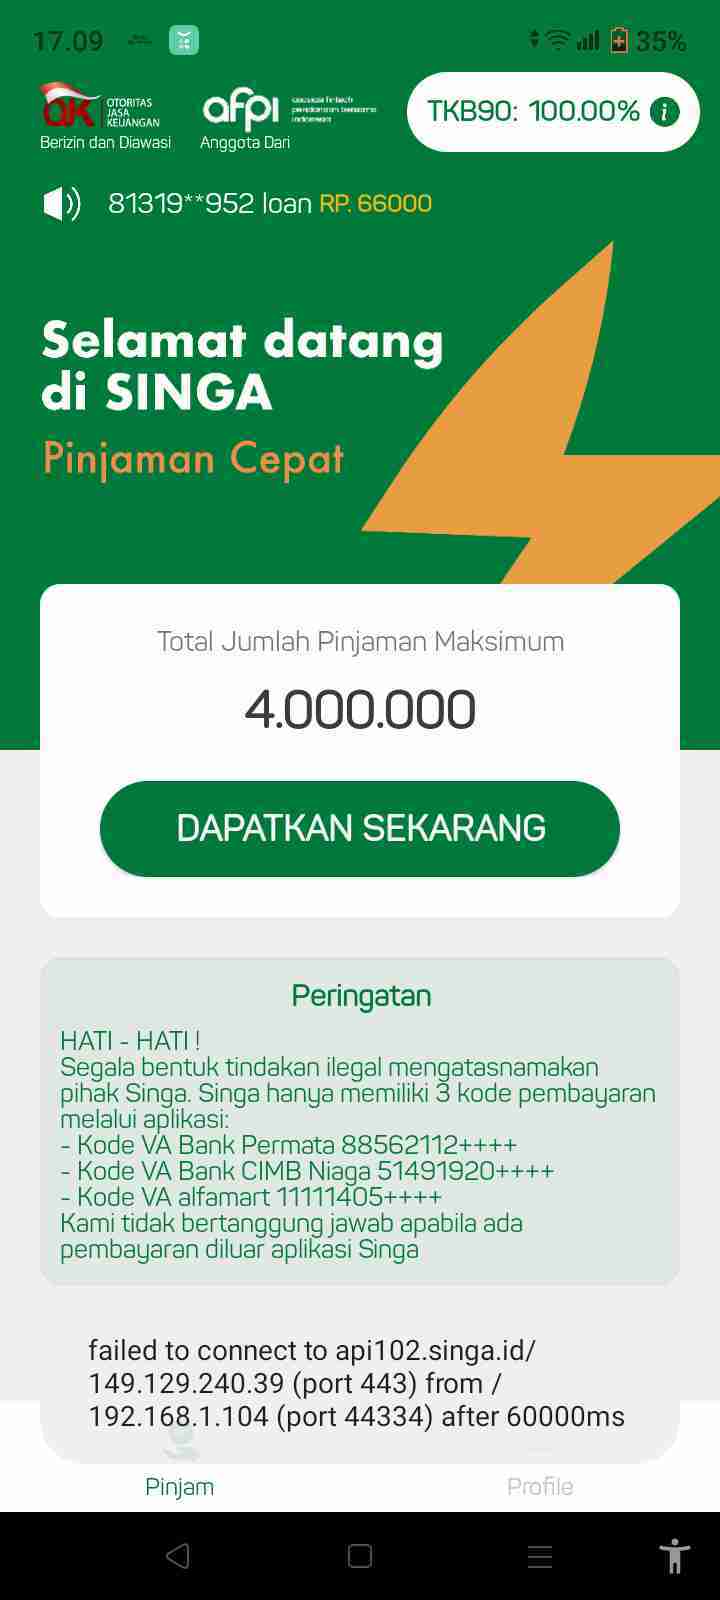 17.09
35%
OTORITAS
JASA
KEUANGAN
Berizin dan Diawasi
afpi
indonesia
Anggota Dari
TKB90: 100.00% i
81319**952 loan RP. 66000
Selamat datang
di SINGA
Pinjaman Cepat
Total Jumlah Pinjaman Maksimum
4.000.000
DAPATKAN SEKARANG
Peringatan
HATI - HATI !
Segala bentuk tindakan ilegal mengatasnamakan
pihak Singa. Singa hanya memiliki 3 kode pembayaran
melalui aplikasi:
- Kode VA Bank Permata 88562112++++
- Kode VA Bank CIMB Niaga 51491920++++
- Kode VA alfamart 11111405++++
Kami tidak bertanggung jawab apabila ada
pembayaran diluar aplikasi Singa
failed to connect to api102.singa.id/
149.129.240.39 (port 443) from /
192.168.1.104 (port 44334) after 60000ms
Pinjam
Profile